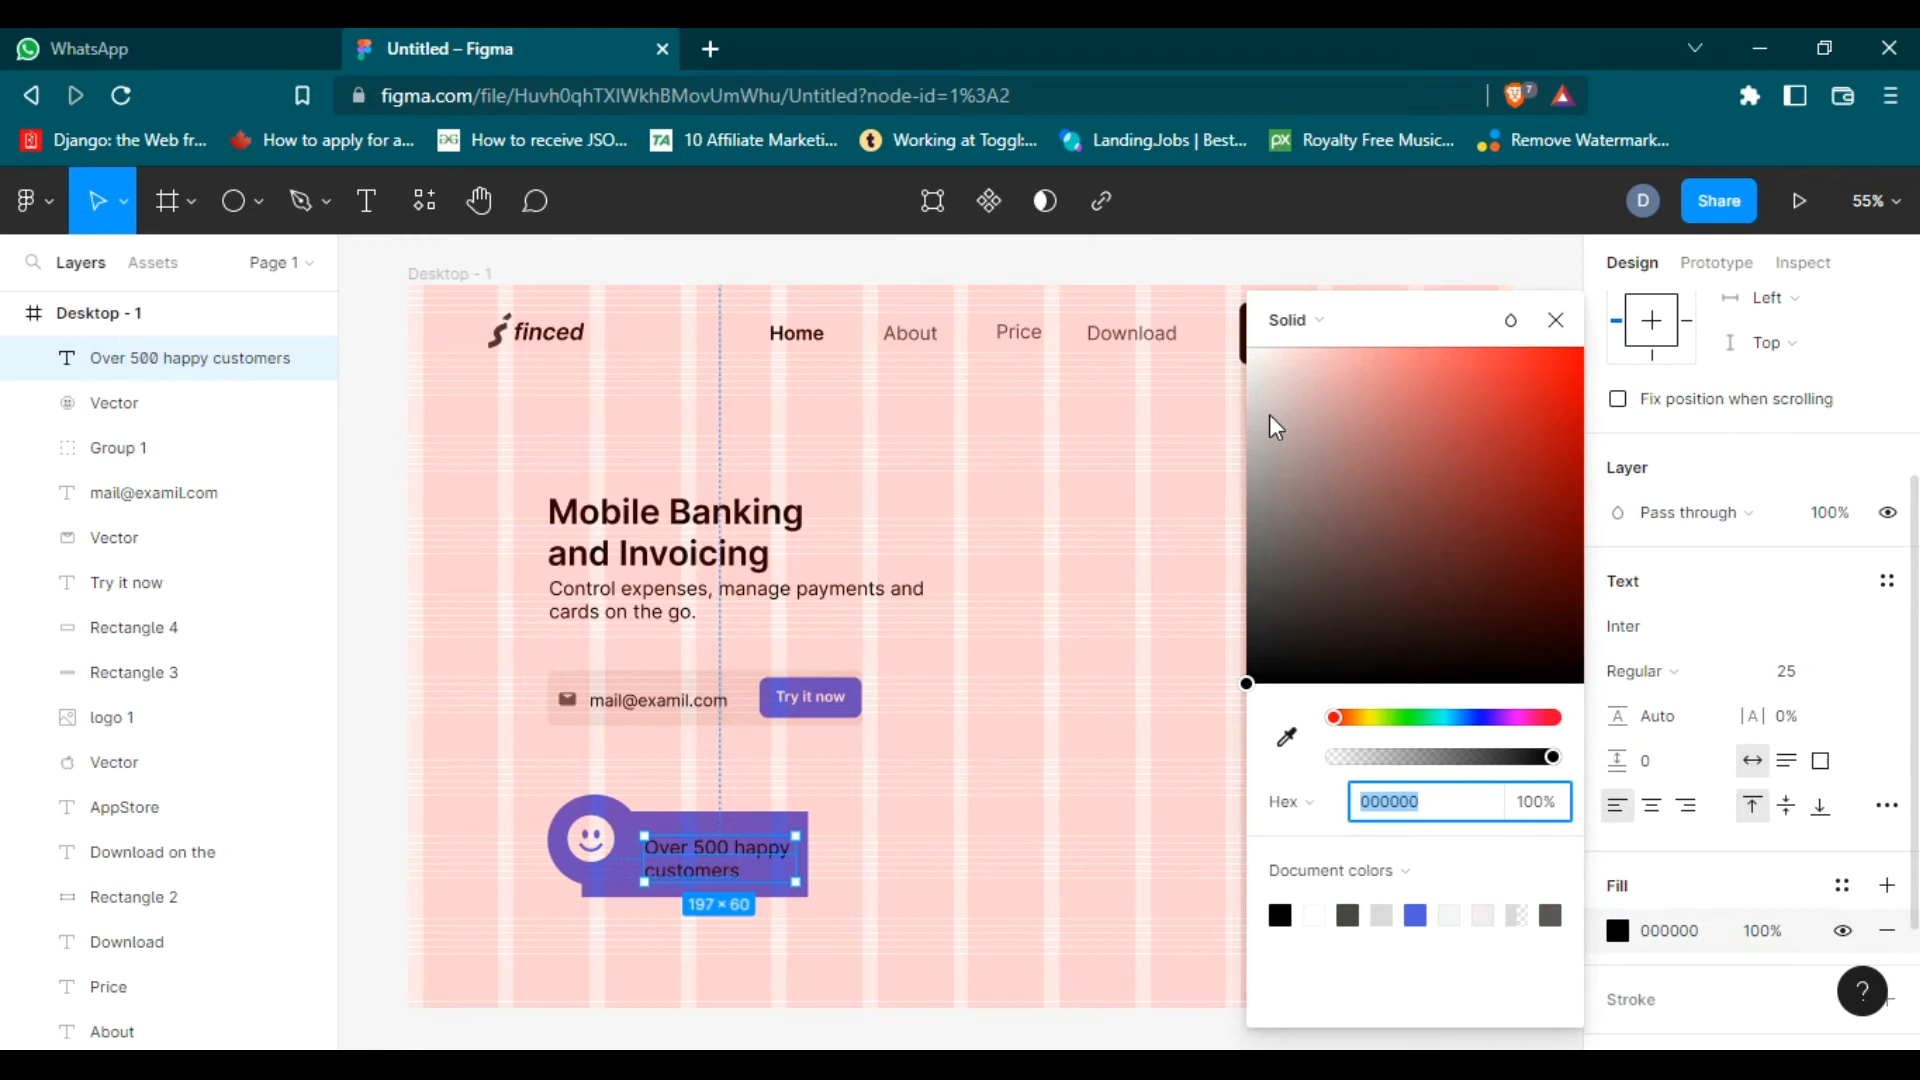 WhatsApp
Untitled – Figma
figma.com/file/Huvh0qhTXIWkhBMovUmWhu/Untitled?node-id=1%3A2
7
Django: the Web fr...
How to apply for a...
How to receive JSO...
TA
10 Affiliate Marketi...
Working at Toggl:...
LandingJobs | Best...
Royalty Free Music...
Remove Watermark...
D
Share
55%
Layers
Assets
Page 1
Desktop - 1
Over 500 happy customers
Vector
Group 1
mail@examil.com
Vector
Try it now
Rectangle 4
Rectangle 3
logo 1
Vector
AppStore
Download on the
Rectangle 2
Download
Price
About
Desktop - 1
finced
Home
About
Price
Download
Mobile Banking
and Invoicing
Control expenses, manage payments and
cards on the go.
mail@examil.com
Try it now
Over 500 happy
customers
197 × 60
Solid
Hex
000000
100%
Document colors
Design
Prototype
Inspect
Left
Top
Fix position when scrolling
Layer
Pass through
100%
Text
Inter
Regular
25
Auto
|A| 0%
0
Fill
000000
100%
Stroke
?